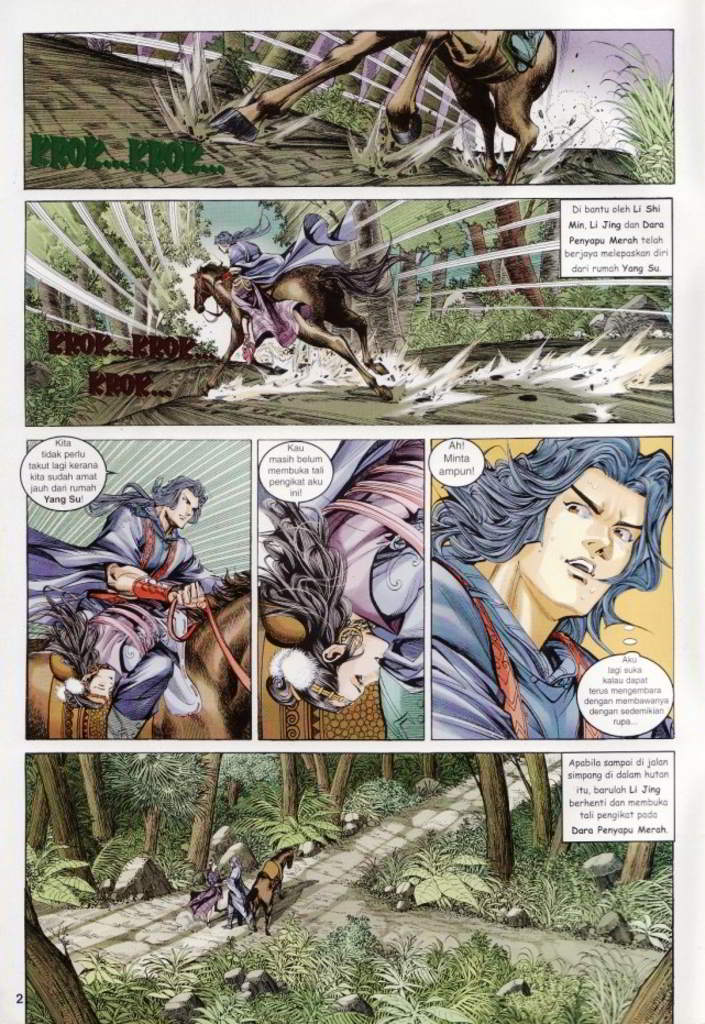 KROK...KROK...
Di bantu oleh Li Shi
Min, Li Jing dan Dara
Penyapu Merah telah
berjaya melepaskan diri
dari rumah Yang Su.
KROK...KROK...
KROK...
Kita
tidak perlu
takut lagi kerana
kita sudah amat
jauh dari rumah
Yang Su!
Kau
masih belum
membuka tali
pengikat aku
ini!
Ah!
Minta
ampun!
Aku
lagi suka
kalau dapat
terus mengembara
dengan membawanya
dengan sedemikian
rupa...
Apabila sampai di jalan
simpang di dalam hutan
itu, barulah Li Jing
berhenti dan membuka
tali pengikat pada
Dara Penyapu Merah.
2